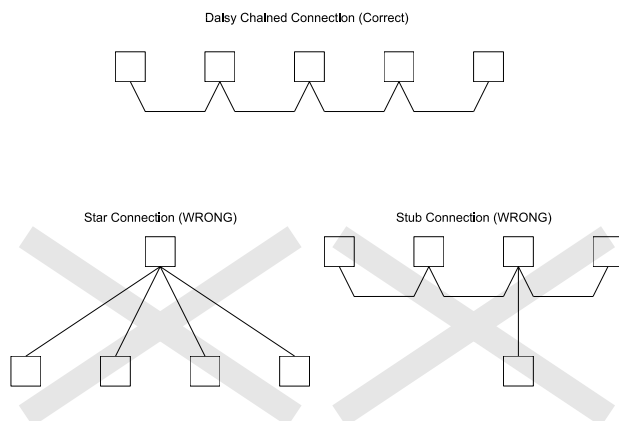 Daisy Chained Connection (Correct)
Star Connection (WRONG)
Stub Connection (WRONG)